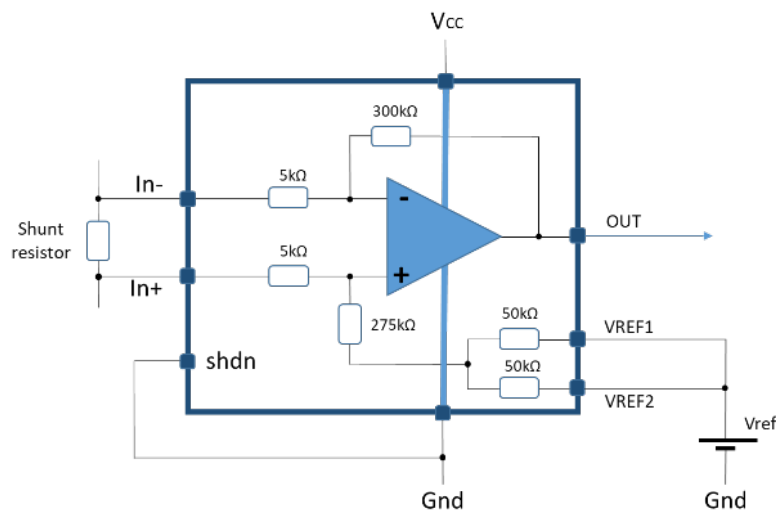 Vcc
300kΩ
5kΩ
In-
-
Shunt
resistor
OUT
5kΩ
In+
+
275kΩ
50kΩ
VREF1
shdn
50kΩ
VREF2
Vref
Gnd
Gnd